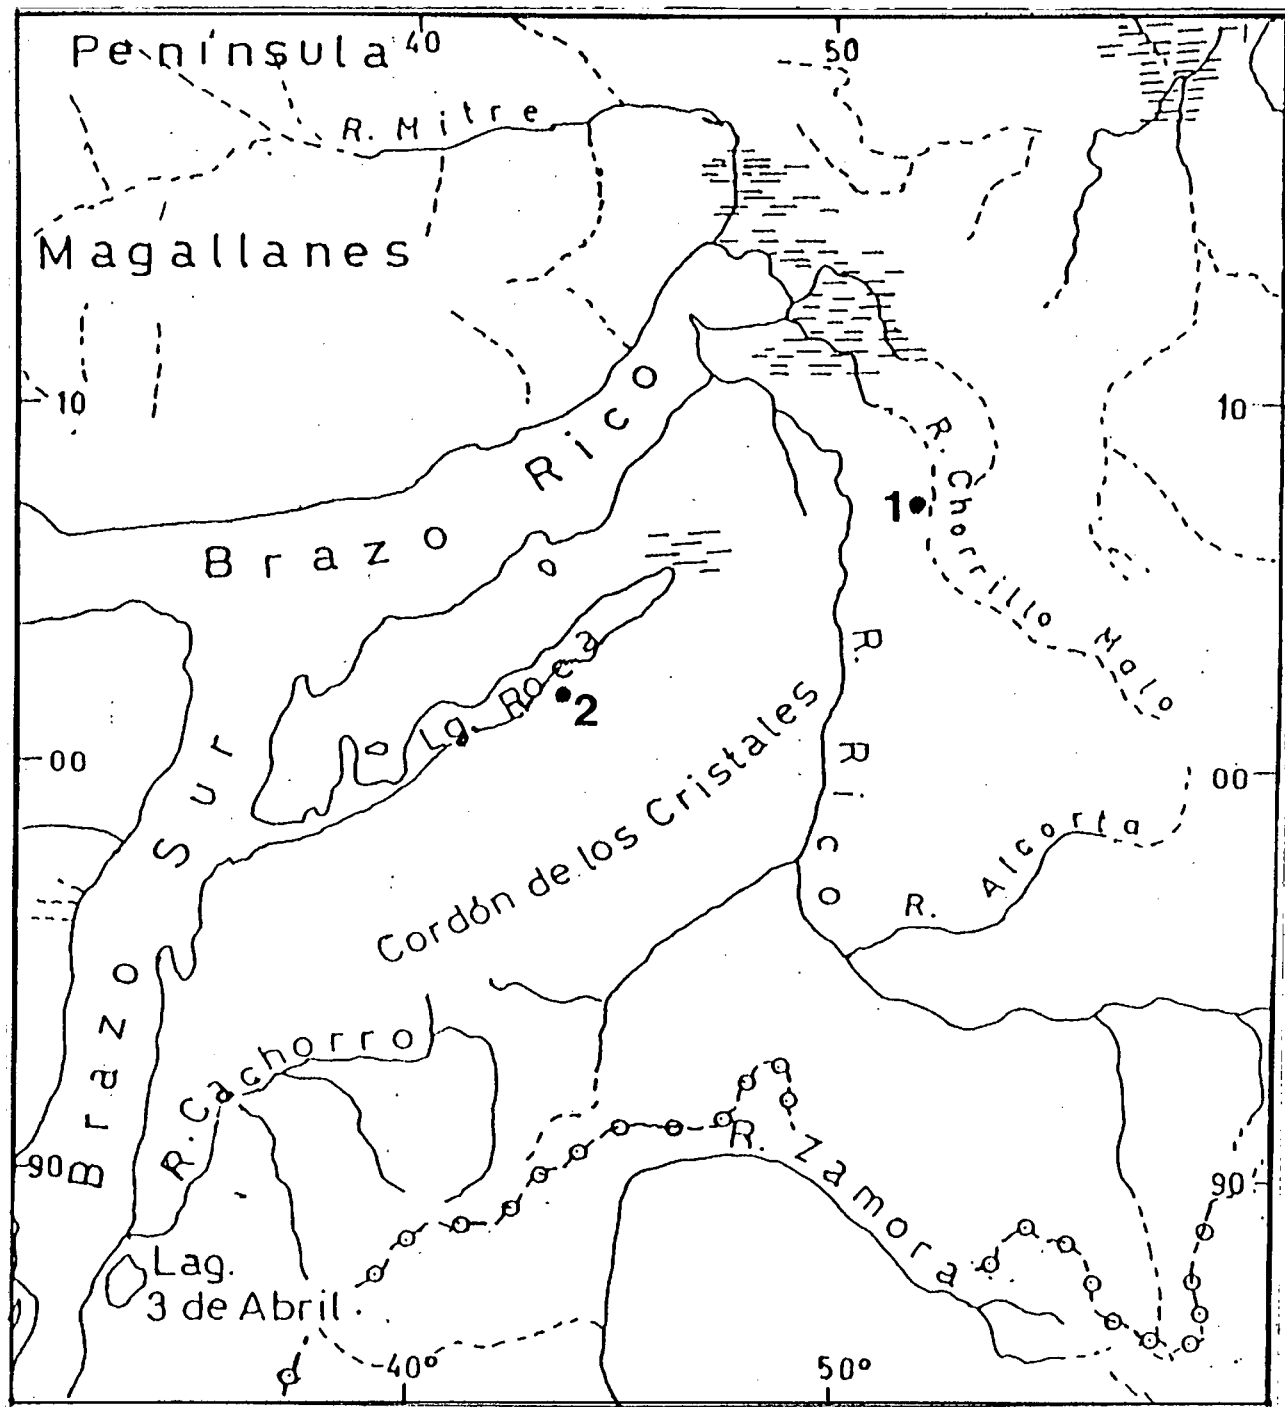 40
50
Península
R. Mitre
Magallanes
10
10
Brazo Rico
R. Chorrillo Malo
1
Lg. Roca
2
R. Rico
00
00
Brazo Sur
Cordón de los Cristales
R. Alcorta
R. Cachorro
90
R. Zamora
90
Lag.
3 de Abril
40°
50°